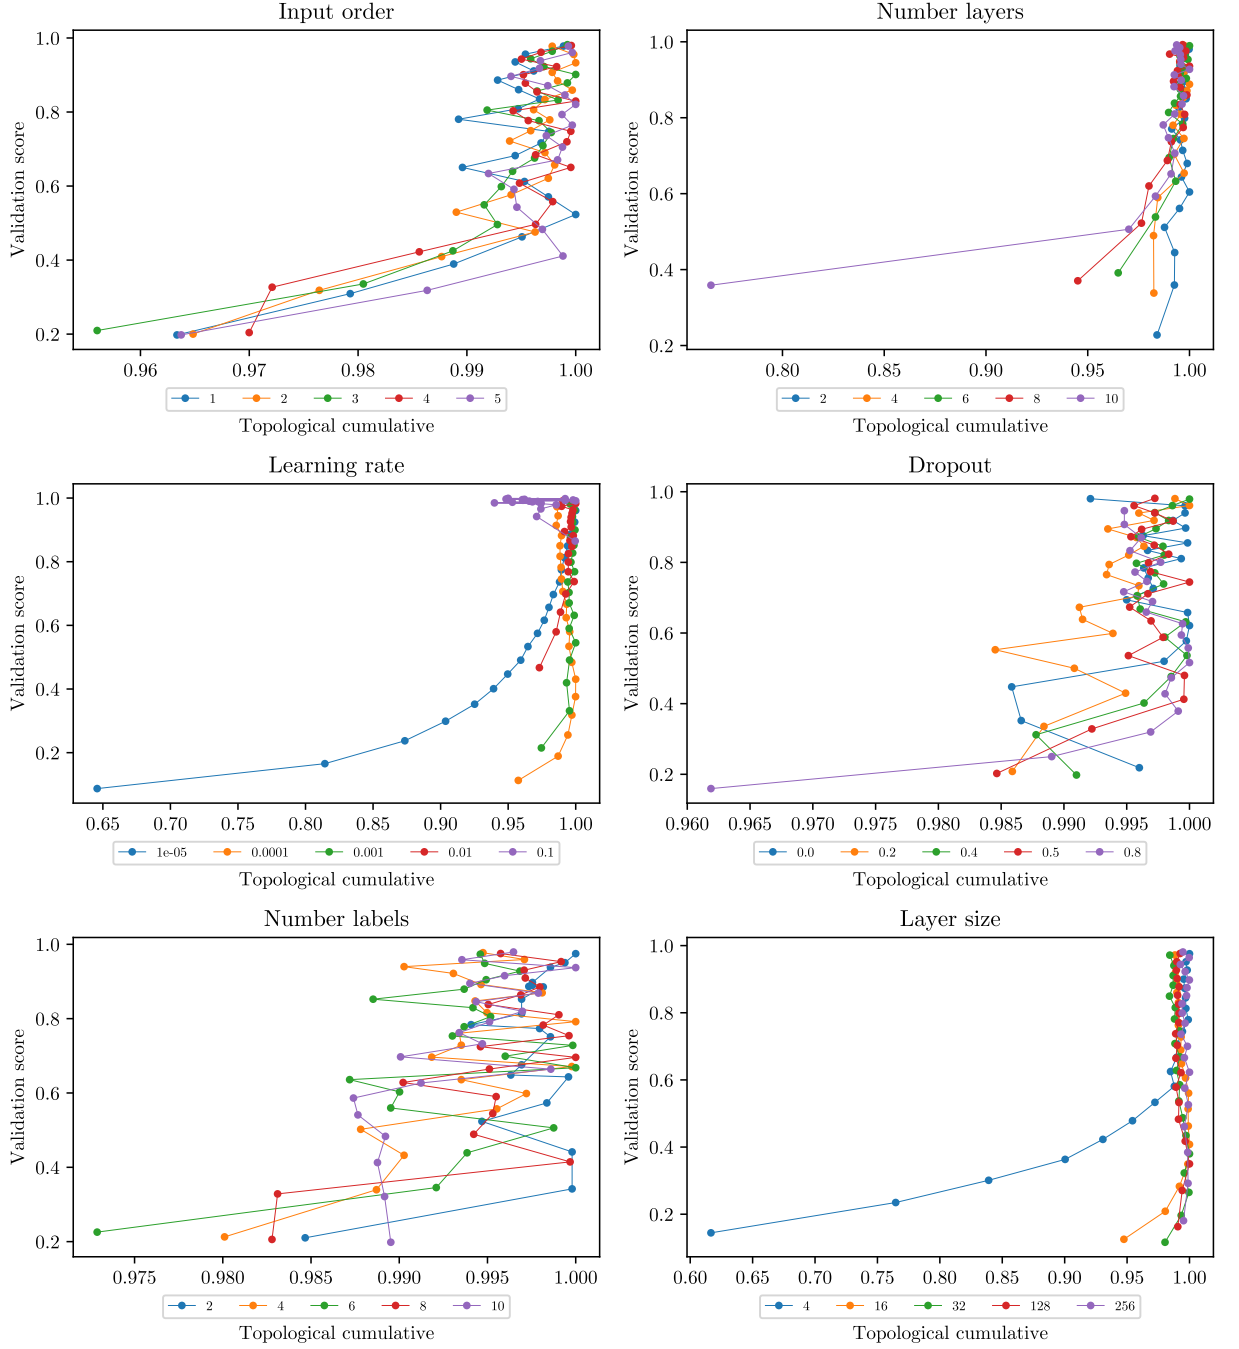 Input order
Validation score
1.0
0.8
0.6
0.4
0.2
0.96 0.97 0.98 0.99 1.00
1 2 3 4 5
Topological cumulative
Number layers
Validation score
1.0
0.8
0.6
0.4
0.2
0.80 0.85 0.90 0.95 1.00
2 4 6 8 10
Topological cumulative
Learning rate
Validation score
1.0
0.8
0.6
0.4
0.2
0.65 0.70 0.75 0.80 0.85 0.90 0.95 1.00
1e-05 0.0001 0.001 0.01 0.1
Topological cumulative
Dropout
Validation score
1.0
0.8
0.6
0.4
0.2
0.960 0.965 0.970 0.975 0.980 0.985 0.990 0.995 1.000
0.0 0.2 0.4 0.5 0.8
Topological cumulative
Number labels
Validation score
1.0
0.8
0.6
0.4
0.2
0.975 0.980 0.985 0.990 0.995 1.000
2 4 6 8 10
Topological cumulative
Layer size
Validation score
1.0
0.8
0.6
0.4
0.2
0.60 0.65 0.70 0.75 0.80 0.85 0.90 0.95 1.00
4 16 32 128 256
Topological cumulative